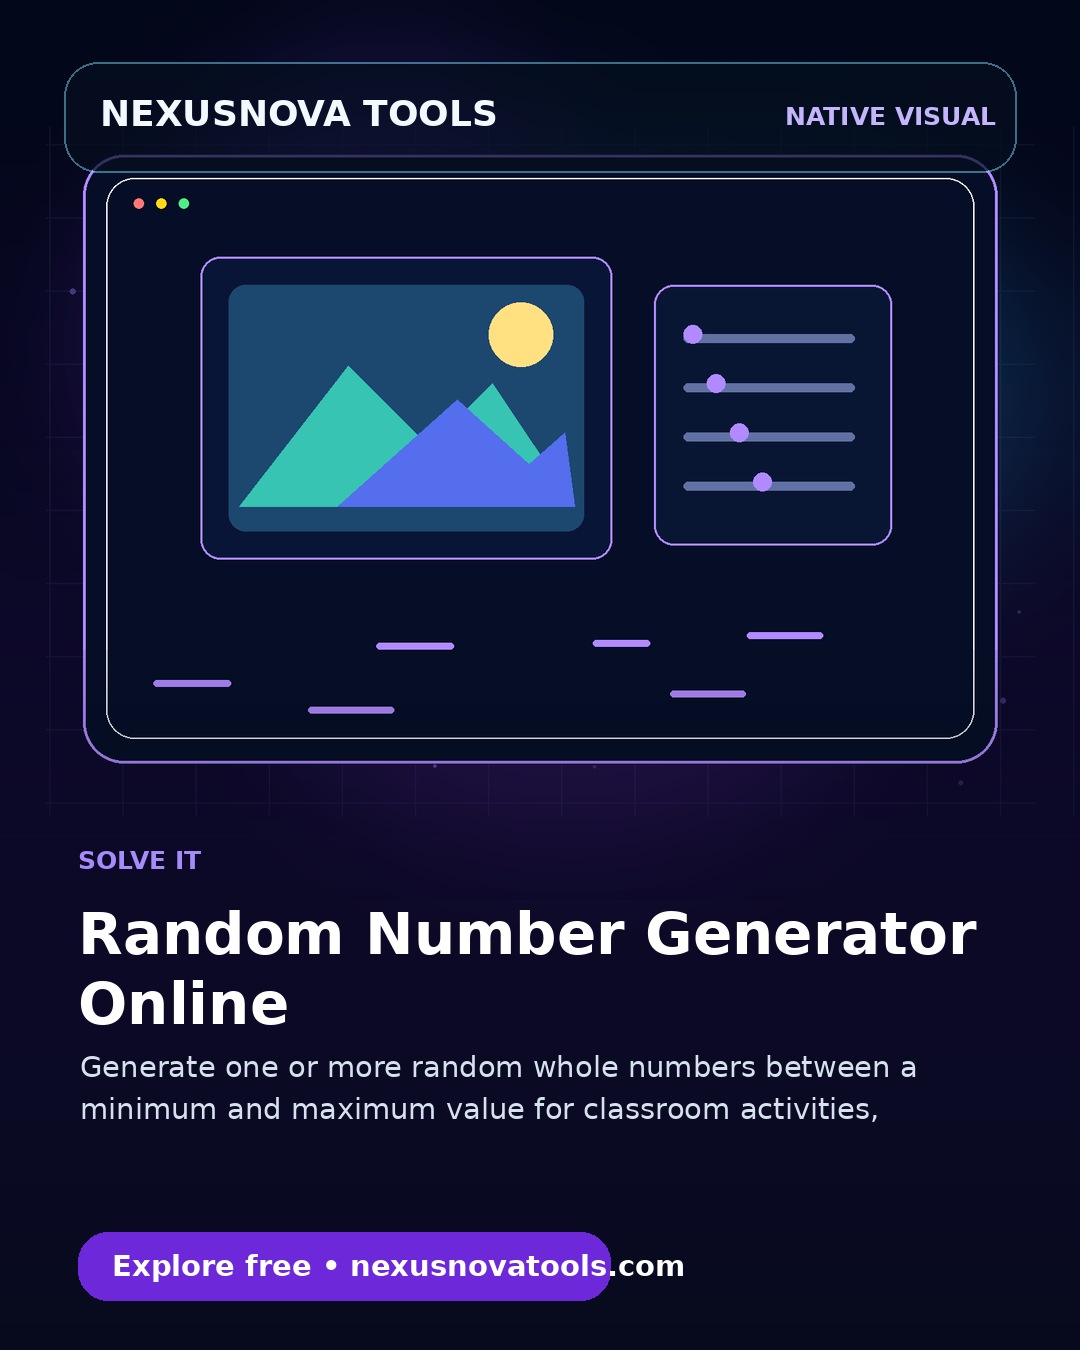 NEXUSNOVA TOOLS
NATIVE VISUAL
SOLVE IT
Random Number Generator
Online
Generate one or more random whole numbers between a
minimum and maximum value for classroom activities,
Explore free • nexusnovatools.com